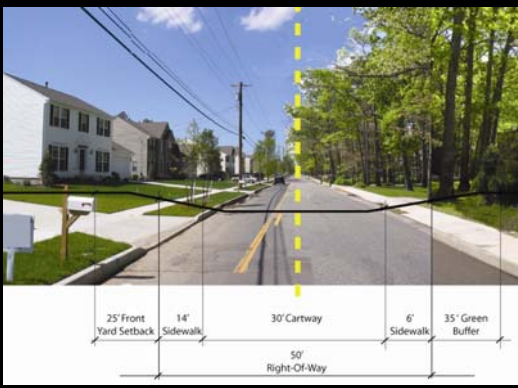 25' Front
Yard Setback
14'
Sidewalk
30' Cartway
6'
Sidewalk
35' Green
Buffer
50'
Right-Of-Way